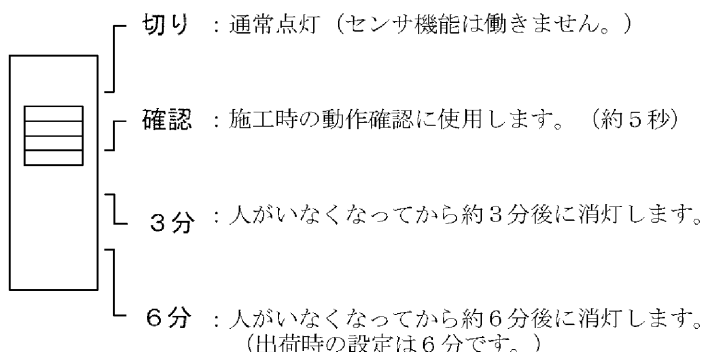 切り：通常点灯（センサ機能は働きません。）
確認：施工時の動作確認に使用します。（約５秒）
３分：人がいなくなってから約３分後に消灯します。
６分：人がいなくなってから約６分後に消灯します。
（出荷時の設定は６分です。）